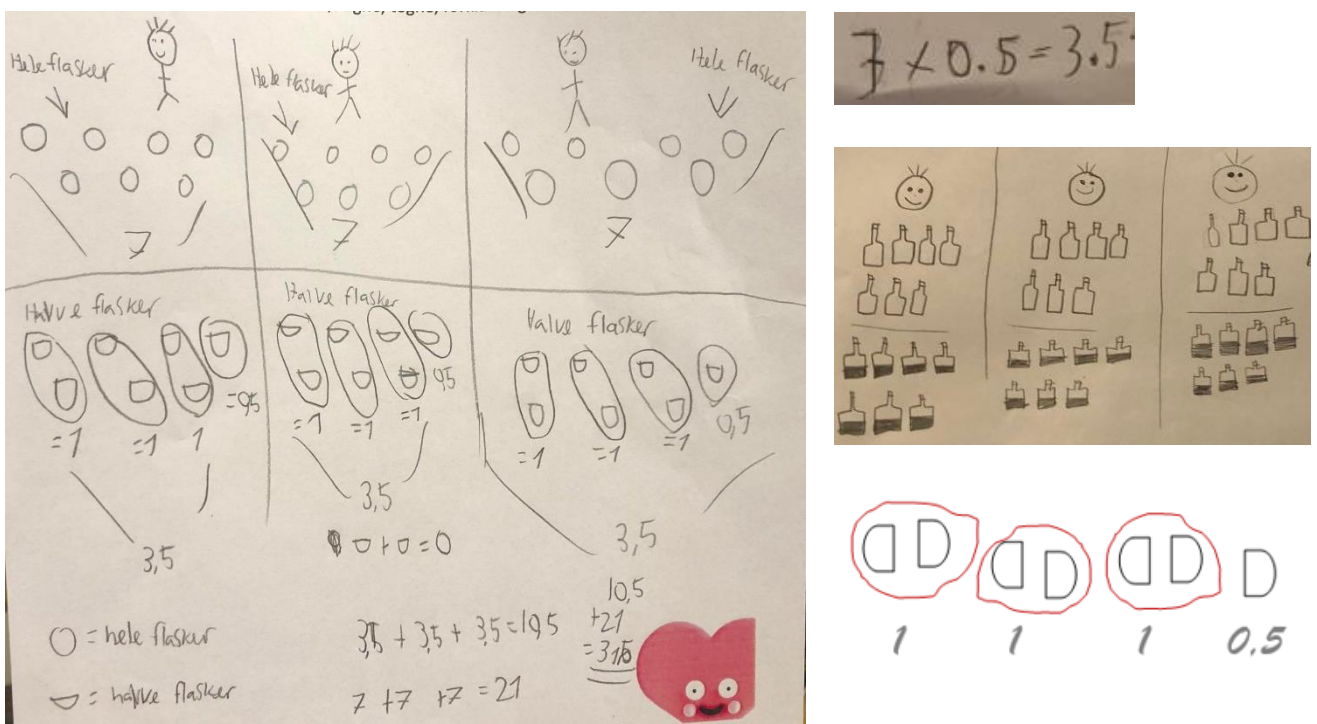 Hele flasker
Hele flasker
Hele flasker
7
7
7
Halve flasker
Halve flasker
Halve flasker
=1
=1
1
=0,5
=1
=1
=1
0,5
=1
=1
=1
0,5
3,5
3,5
3,5
+ = 
= hele flasker
= halve flasker
3,5 + 3,5 + 3,5 = 10,5
7 +7 +7 = 21
10,5
+21
=31,5
7 × 0.5 = 3.5
1 1 1 0.5